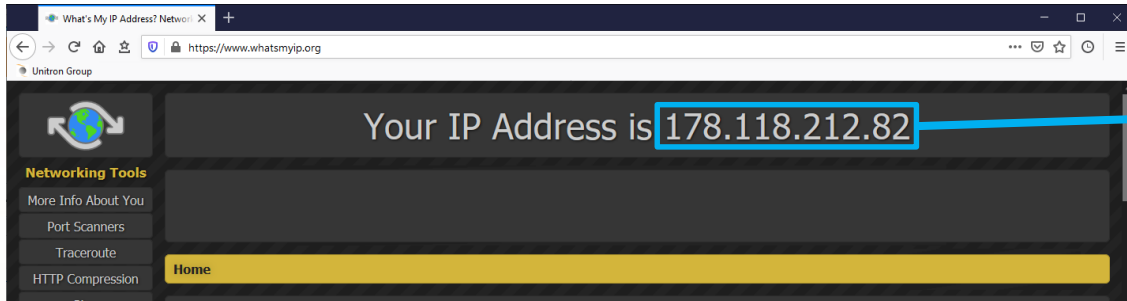 What's My IP Address? Networ
https://www.whatsmyip.org
Unitron Group
Your IP Address is 178.118.212.82
Networking Tools
More Info About You
Port Scanners
Traceroute
HTTP Compression
Home